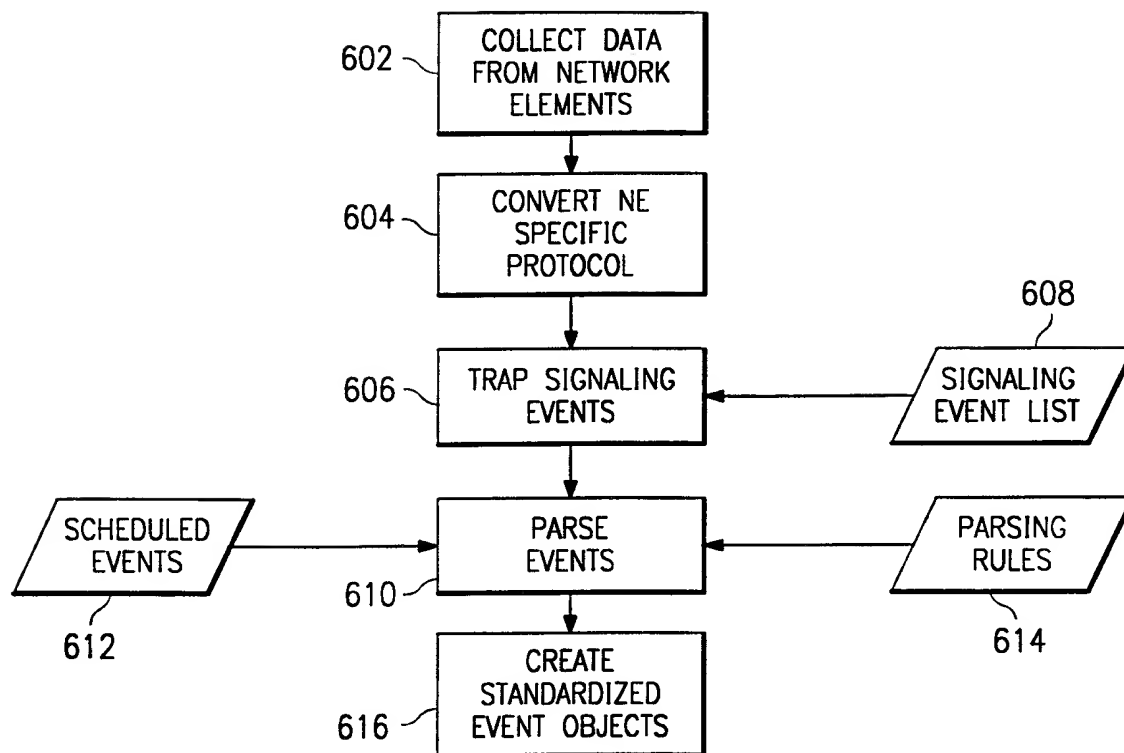 602
COLLECT DATA
FROM NETWORK
ELEMENTS
604
CONVERT NE
SPECIFIC
PROTOCOL
606
TRAP SIGNALING
EVENTS
608
SIGNALING
EVENT LIST
SCHEDULED
EVENTS
612
PARSE
EVENTS
610
PARSING
RULES
614
CREATE
STANDARDIZED
EVENT OBJECTS
616